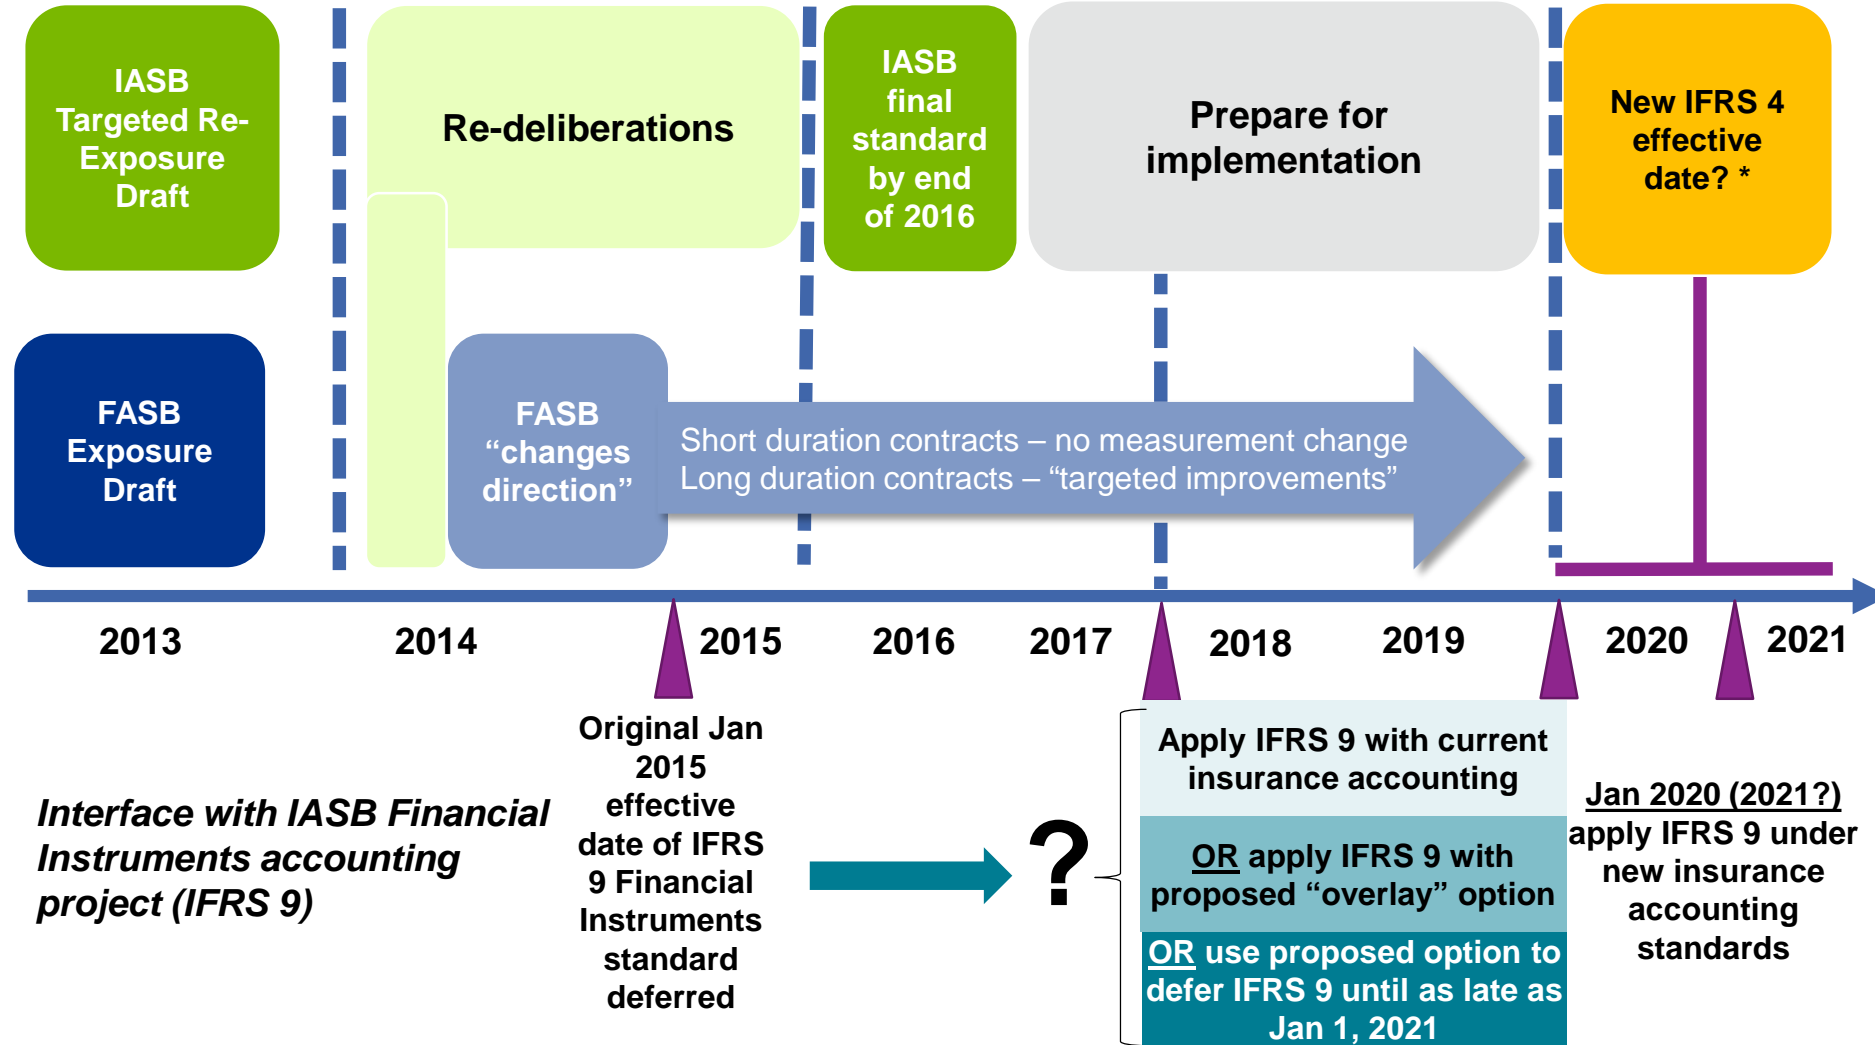 IASB
Targeted Re-
Exposure
Draft
Re-deliberations
IASB
final
standard
by end
of 2016
Prepare for
implementation
New IFRS 4
effective
date? *
FASB
Exposure
Draft
FASB
“changes
direction”
Short duration contracts – no measurement change
Long duration contracts – “targeted improvements”
2013
2014
2015
2016
2017
2018
2019
2020
2021
Interface with IASB Financial
Instruments accounting
project (IFRS 9)
Original Jan
2015
effective
date of IFRS
9 Financial
Instruments
standard
deferred
?
Apply IFRS 9 with current
insurance accounting
OR apply IFRS 9 with
proposed “overlay” option
OR use proposed option to
defer IFRS 9 until as late as
Jan 1, 2021
Jan 2020 (2021?)
apply IFRS 9 under
new insurance
accounting
standards